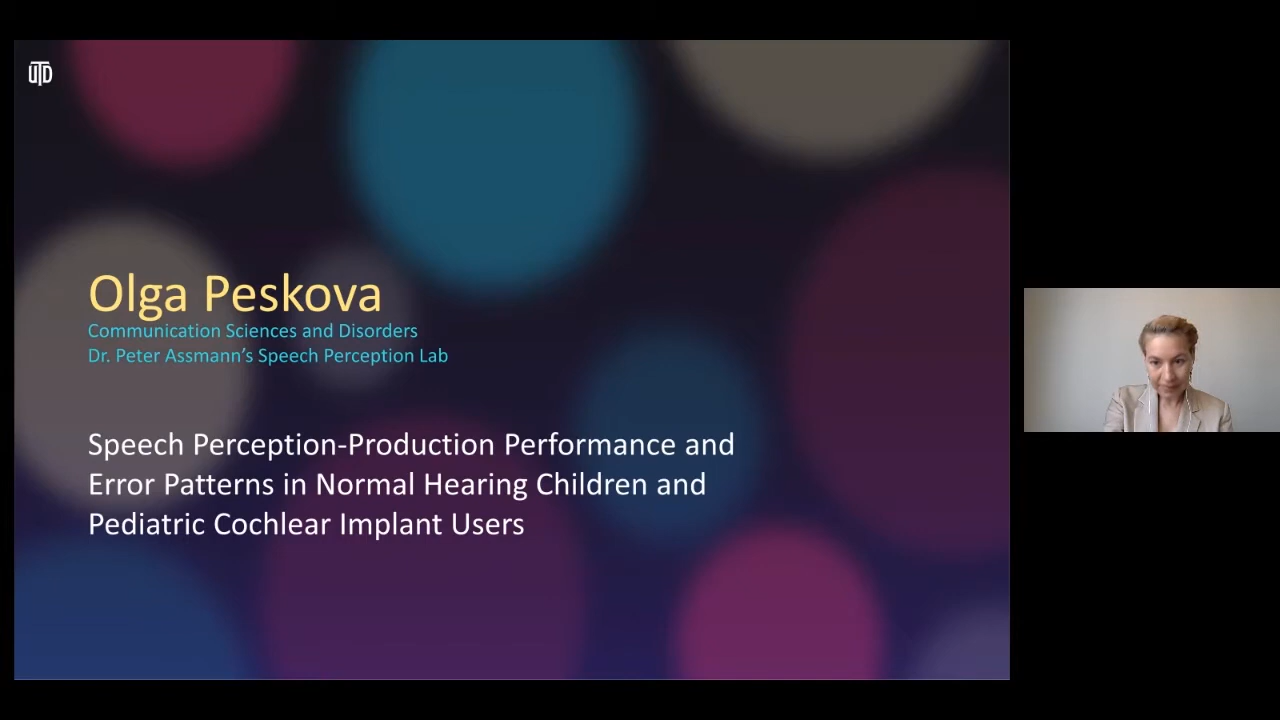 UTD
Olga Peskova
Communication Sciences and Disorders
Dr. Peter Assmann’s Speech Perception Lab
Speech Perception-Production Performance and
Error Patterns in Normal Hearing Children and
Pediatric Cochlear Implant Users